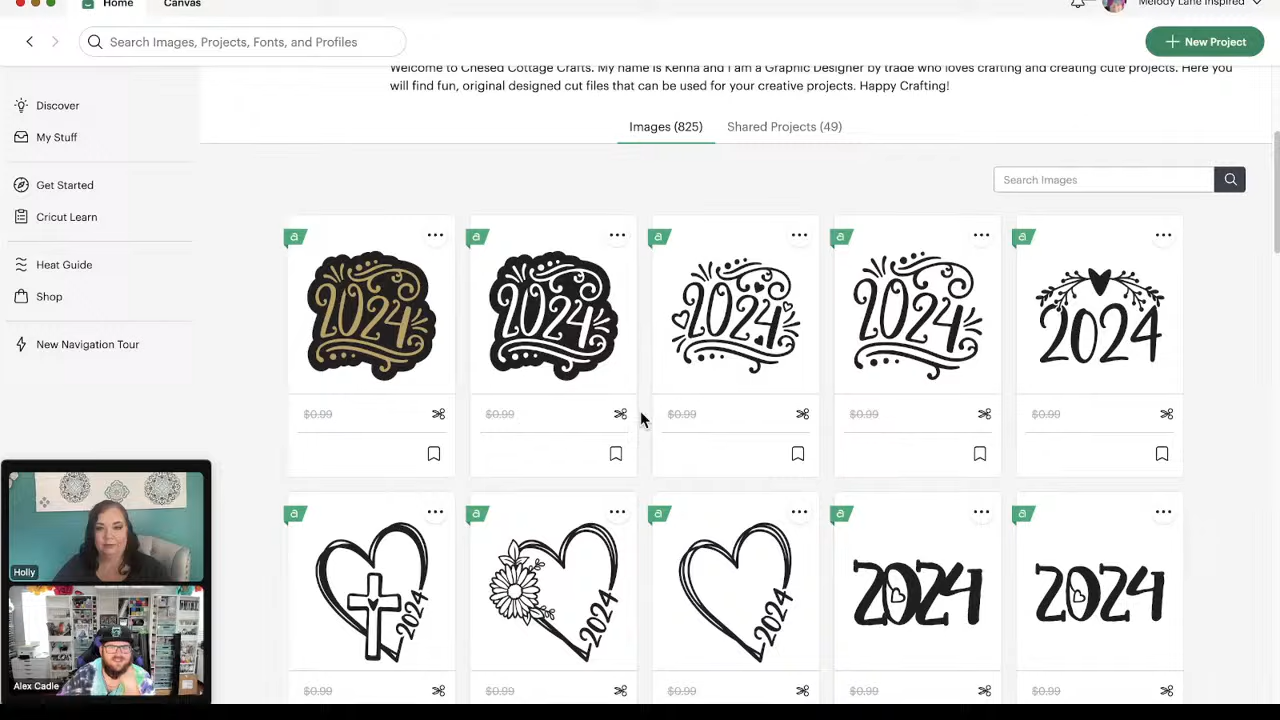 Home Canvas Melody Lane Inspired
Search Images, Projects, Fonts, and Profiles
New Project
Welcome to Chesed Cottage Crafts. My name is Kenna and I am a Graphic Designer by trade who loves crafting and creating cute projects. Here you
will find fun, original designed cut files that can be used for your creative projects. Happy Crafting!
Discover
My Stuff
Get Started
Cricut Learn
Heat Guide
Shop
New Navigation Tour
Images (825) Shared Projects (49)
Search Images
a a a a a
2024 2024 2024 2024 2024
$0.99 $0.99 $0.99 $0.99 $0.99
a a a a a
2024 2024 2024 2024 2024
$0.99 $0.99 $0.99 $0.99 $0.99
Holly
Alex Cadle